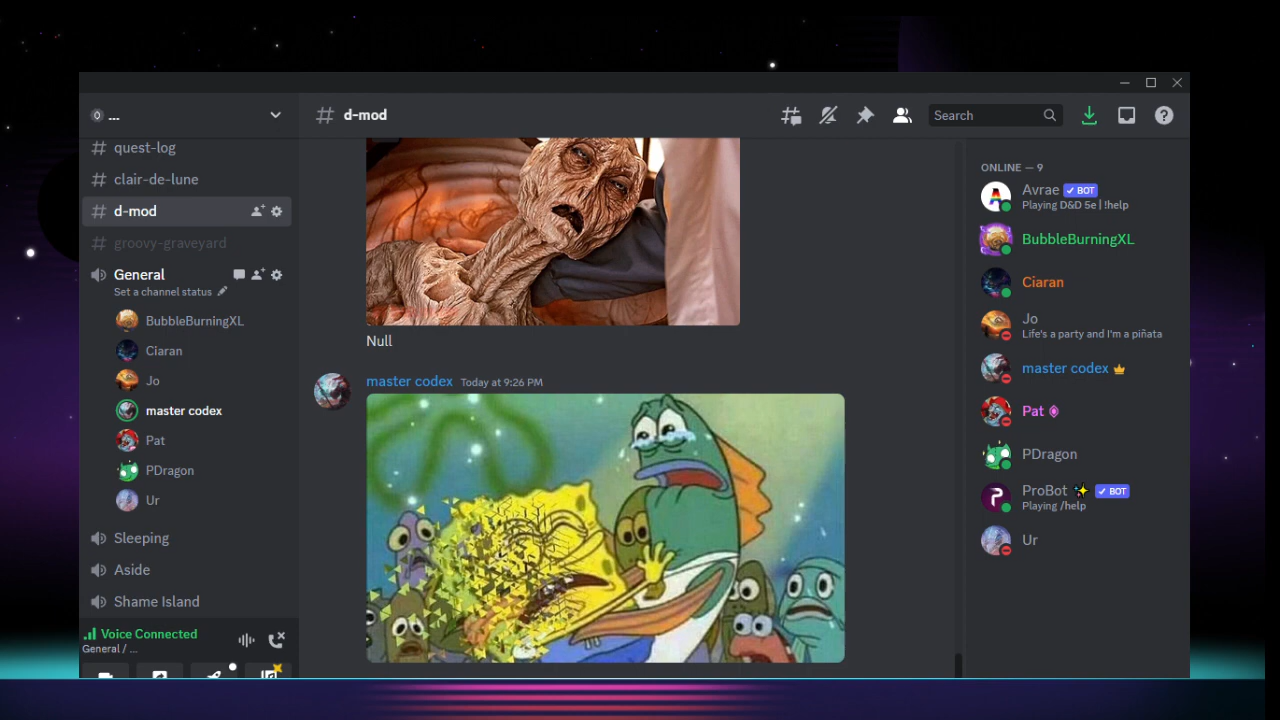 ...
d-mod
Search
quest-log
clair-de-lune
d-mod
groovy-graveyard
General
Set a channel status
BubbleBurningXL
Ciaran
Jo
master codex
Pat
PDragon
Ur
Sleeping
Aside
Shame Island
Voice Connected
General / ...
Null
master codex Today at 9:26 PM
ONLINE — 9
Avrae BOT
Playing D&D 5e | !help
BubbleBurningXL
Ciaran
Jo
Life's a party and I'm a piñata
master codex
Pat
PDragon
ProBot ✨ BOT
Playing /help
Ur